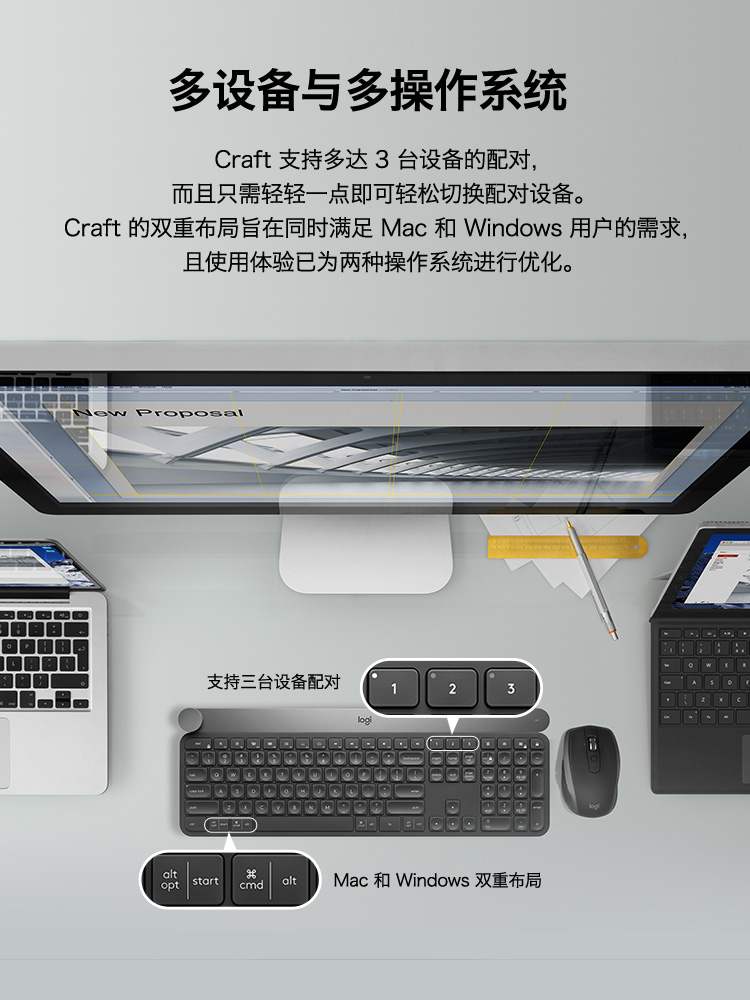 多设备与多操作系统
Craft 支持多达 3 台设备的配对,
而且只需轻轻一点即可轻松切换配对设备。
Craft 的双重布局旨在同时满足 Mac 和 Windows 用户的需求,
且使用体验已为两种操作系统进行优化。
New Proposal
支持三台设备配对
1 2 3
logi
logi
alt opt start ⌘ cmd alt
Mac 和 Windows 双重布局